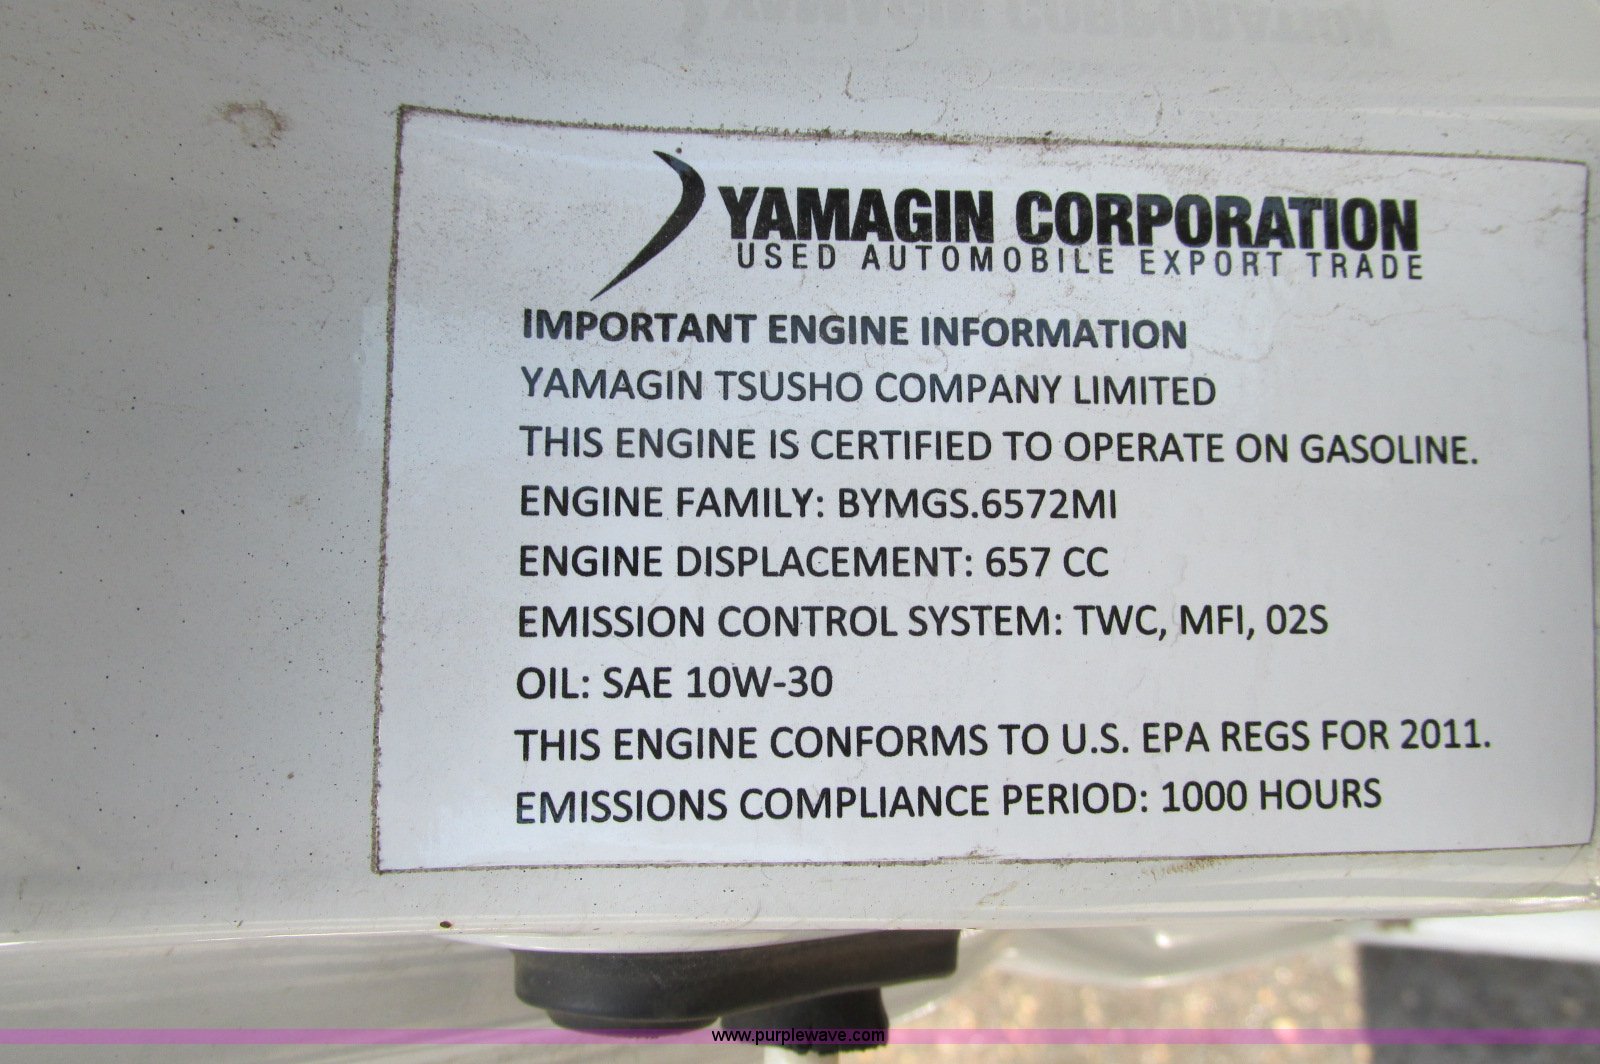 YAMAGIN CORPORATION
USED AUTOMOBILE EXPORT TRADE
IMPORTANT ENGINE INFORMATION
YAMAGIN TSUSHO COMPANY LIMITED
THIS ENGINE IS CERTIFIED TO OPERATE ON GASOLINE.
ENGINE FAMILY: BYMGS.6572MI
ENGINE DISPLACEMENT: 657 CC
EMISSION CONTROL SYSTEM: TWC, MFI, 02S
OIL: SAE 10W-30
THIS ENGINE CONFORMS TO U.S. EPA REGS FOR 2011.
EMISSIONS COMPLIANCE PERIOD: 1000 HOURS
www.purplewave.com